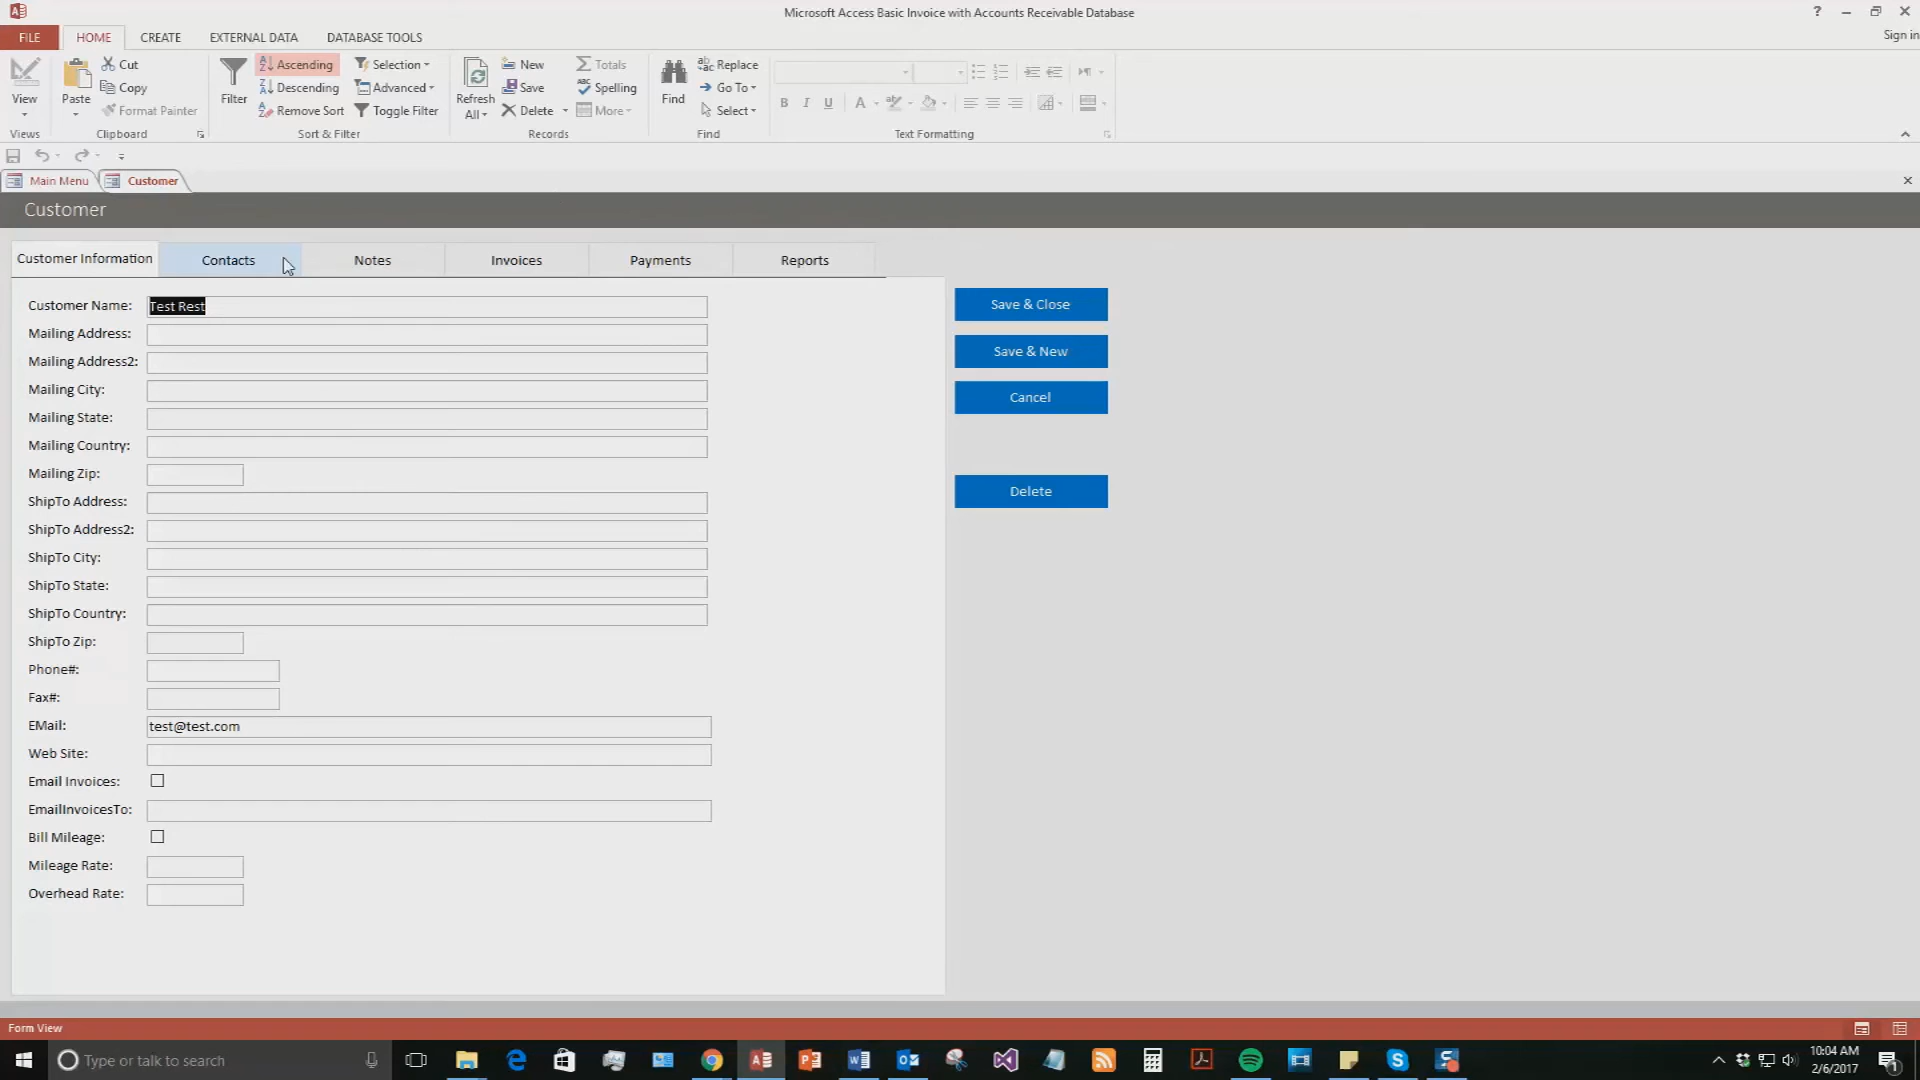 Microsoft Access Basic Invoice with Accounts Receivable Database
?
Sign in
FILE HOME CREATE EXTERNAL DATA DATABASE TOOLS
View
Views
Paste
Cut
Copy
Format Painter
Clipboard
Filter
Ascending
Descending
Remove Sort
Selection
Advanced
Toggle Filter
Sort & Filter
Refresh
All
New
Save
Delete
Totals
Spelling
More
Records
Find
Replace
Go To
Select
Find
B I U A
Text Formatting
Main Menu Customer
Customer
Customer Information Contacts Notes Invoices Payments Reports
Customer Name: Test Rest
Mailing Address:
Mailing Address2:
Mailing City:
Mailing State:
Mailing Country:
Mailing Zip:
ShipTo Address:
ShipTo Address2:
ShipTo City:
ShipTo State:
ShipTo Country:
ShipTo Zip:
Phone#:
Fax#:
EMail: test@test.com
Web Site:
Email Invoices:
EmailInvoicesTo:
Bill Mileage:
Mileage Rate:
Overhead Rate:
Save & Close
Save & New
Cancel
Delete
Form View
Type or talk to search
10:04 AM
2/6/2017
1